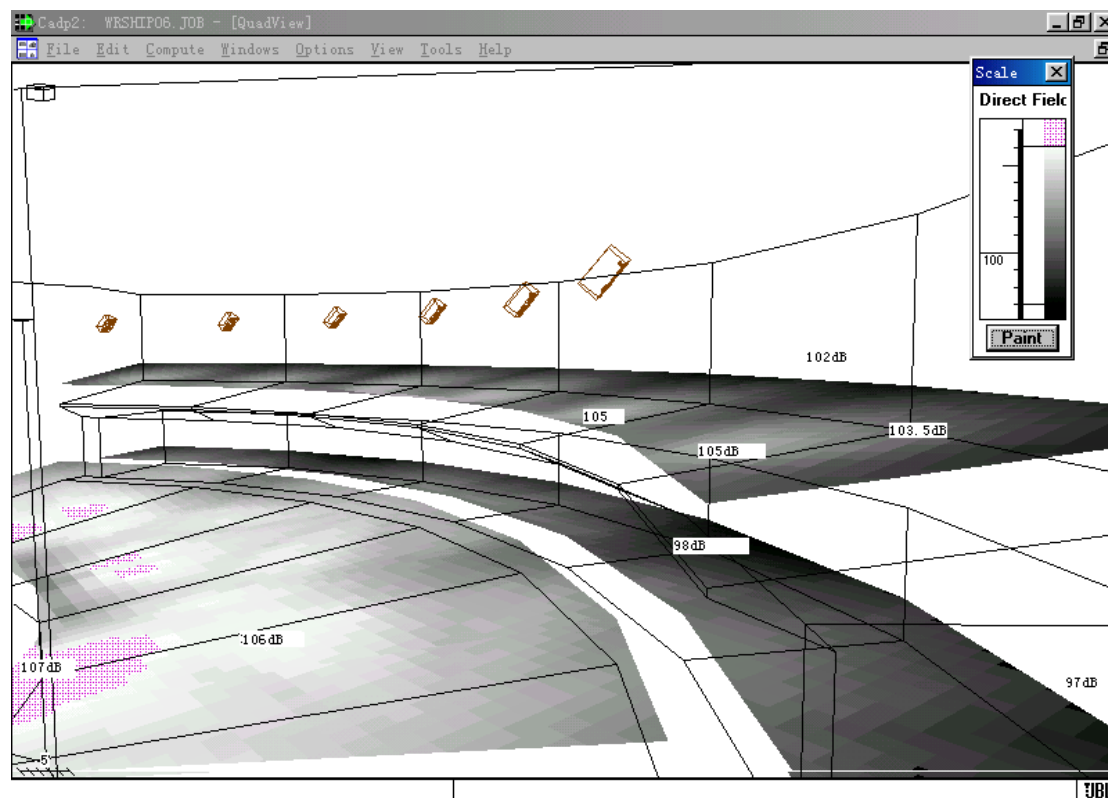 Cadp2: WRSHIP06.JOB - [QuadView]
File Edit Compute Windows Options View Tools Help
Scale
Direct Field
100
Paint
102dB
105
103.5dB
105dB
98dB
106dB
107dB
97dB
5'